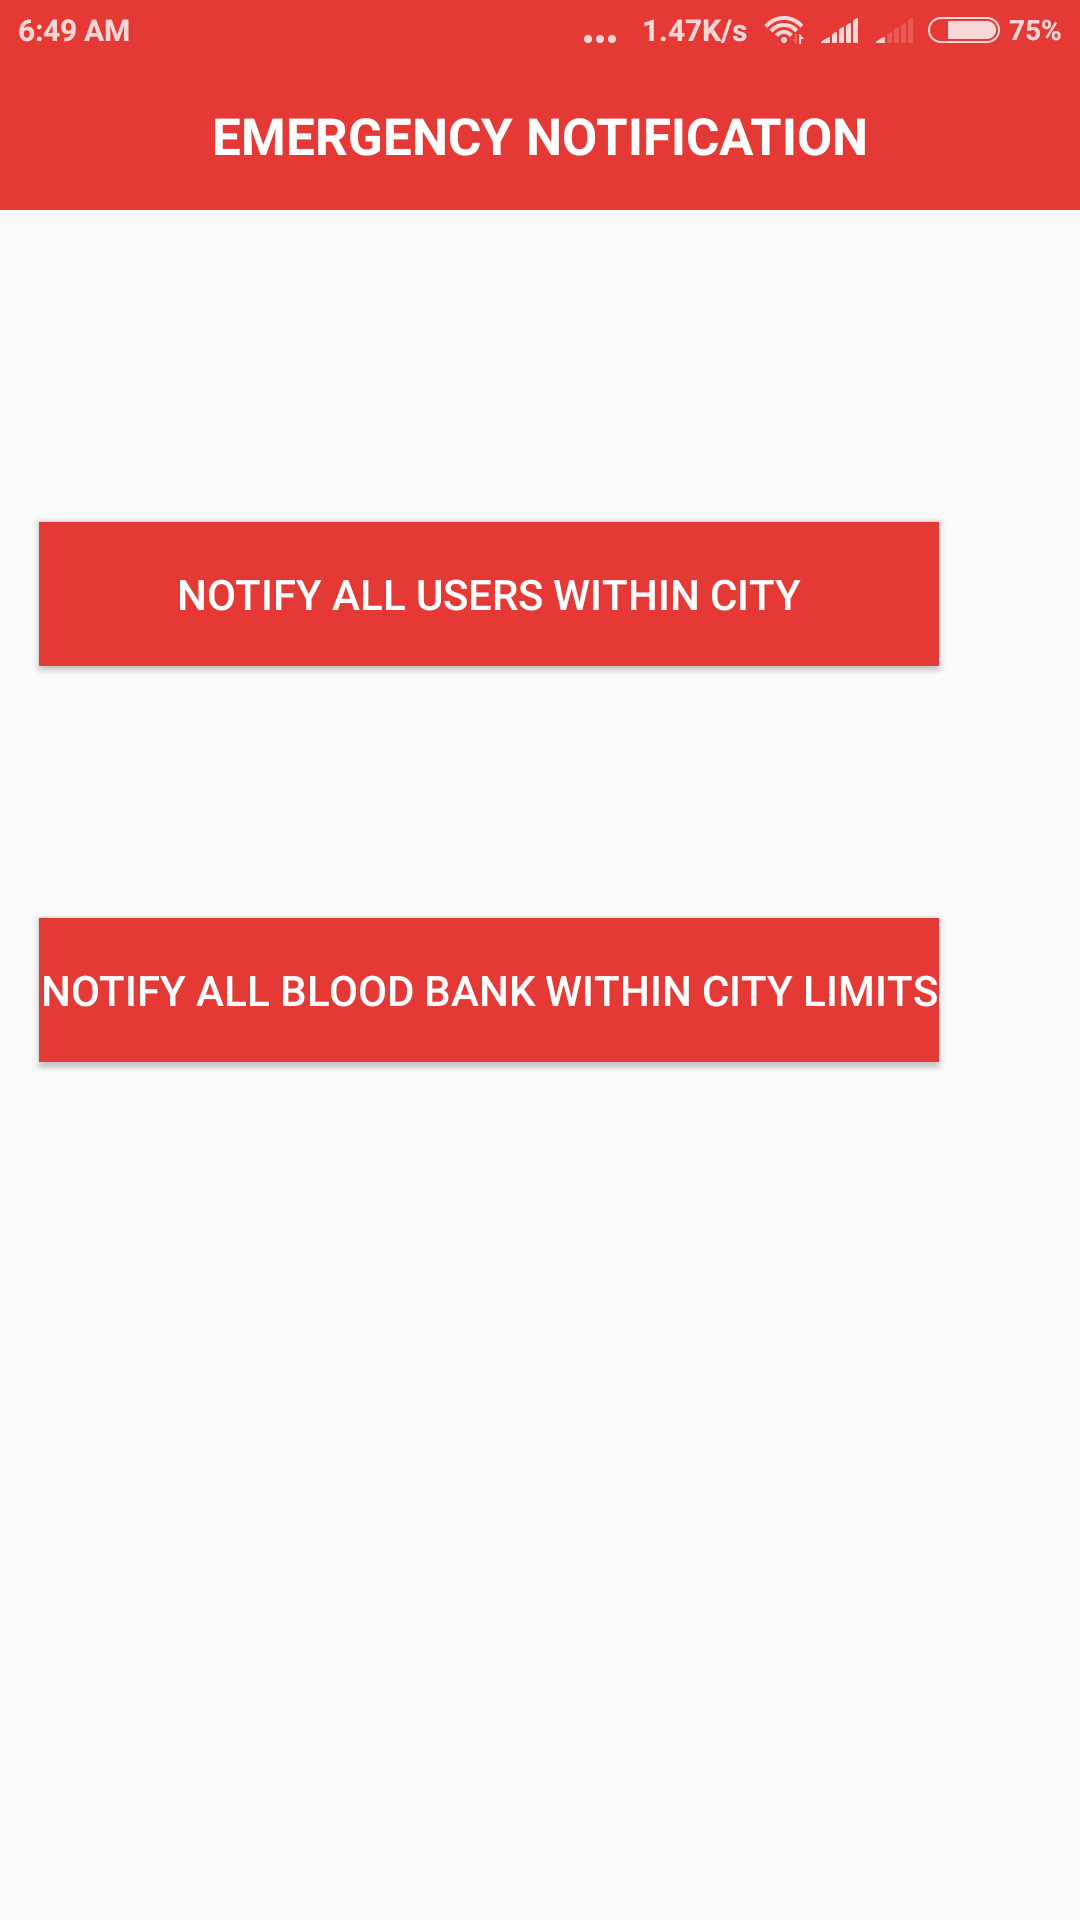 6:49 AM ... 1.47K/s 75%
EMERGENCY NOTIFICATION
NOTIFY ALL USERS WITHIN CITY
NOTIFY ALL BLOOD BANK WITHIN CITY LIMITS